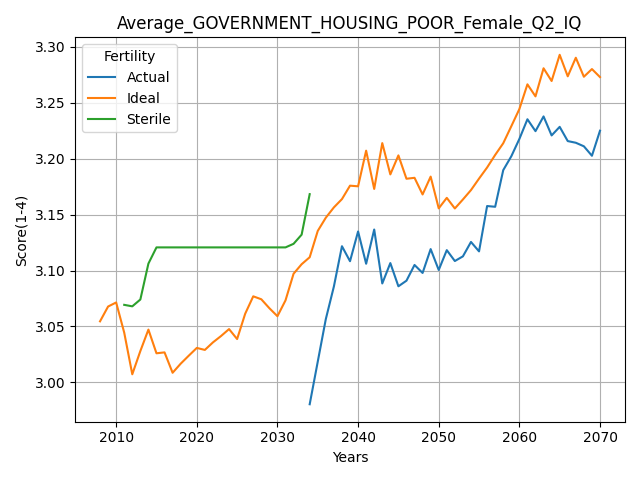 Average_GOVERNMENT_HOUSING_POOR_Female_Q2_IQ
Fertility
Actual
Ideal
Sterile
3.30
3.25
3.20
3.15
3.10
3.05
3.00
Score(1-4)
2010 2020 2030 2040 2050 2060 2070
Years